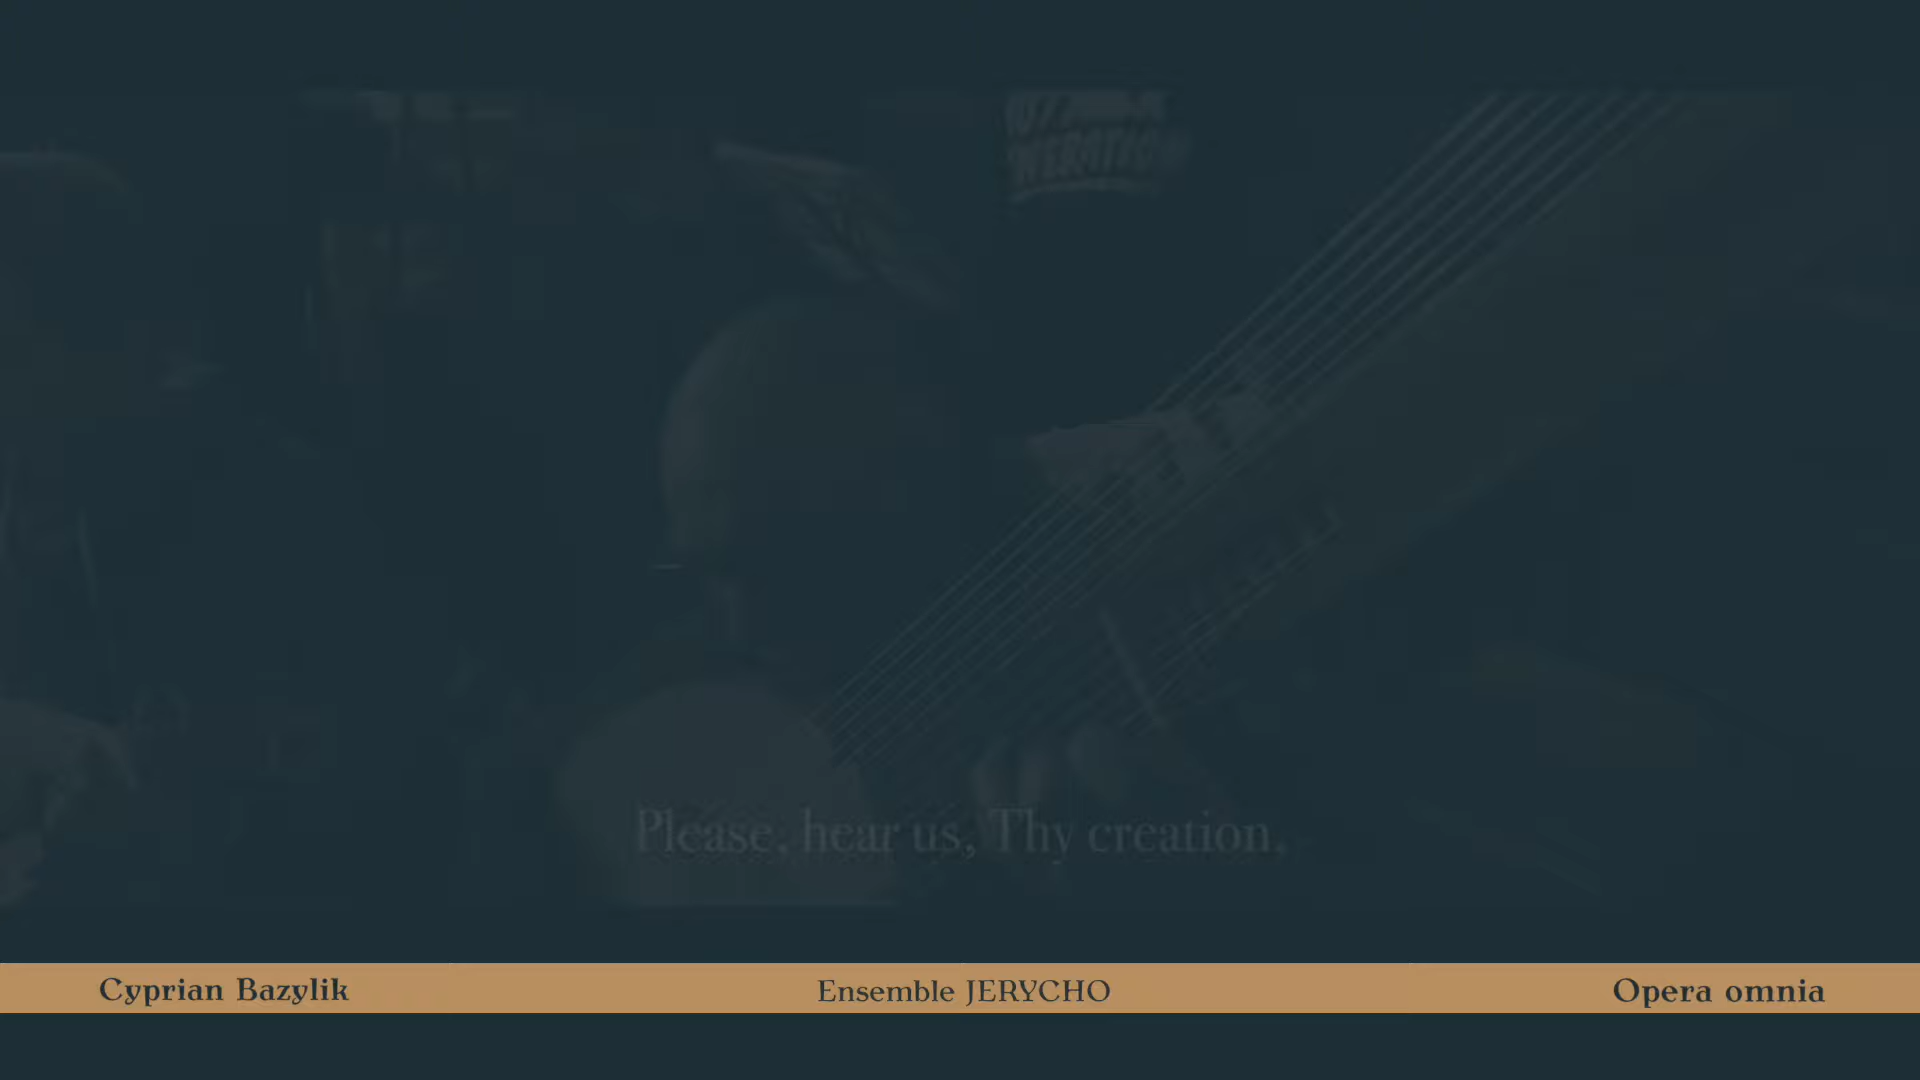 Please, hear us, Thy creation.
Cyprian Bazylik
Ensemble JERYCHO
Opera omnia